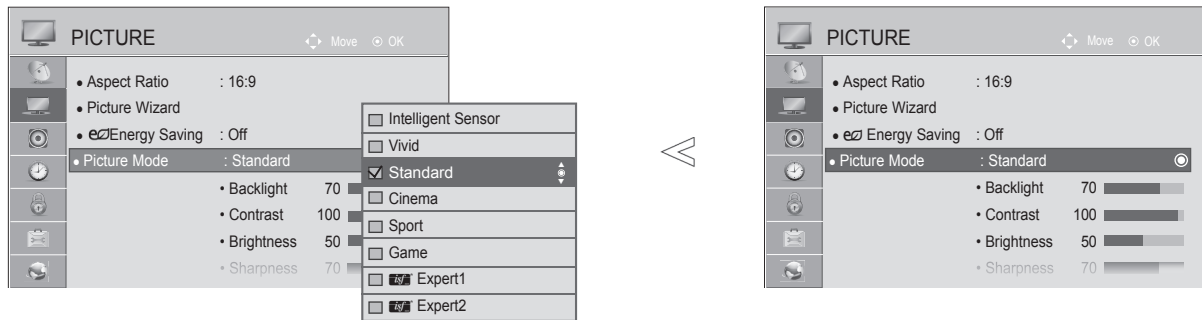 PICTURE
Move OK
• Aspect Ratio : 16:9
• Picture Wizard
• Energy Saving : Off
• Picture Mode : Standard
• Backlight 70
• Contrast 100
• Brightness 50
• Sharpness 70
Intelligent Sensor
Vivid
Standard
Cinema
Sport
Game
isf Expert1
isf Expert2
<
PICTURE
Move OK
• Aspect Ratio : 16:9
• Picture Wizard
• Energy Saving : Off
• Picture Mode : Standard
• Backlight 70
• Contrast 100
• Brightness 50
• Sharpness 70